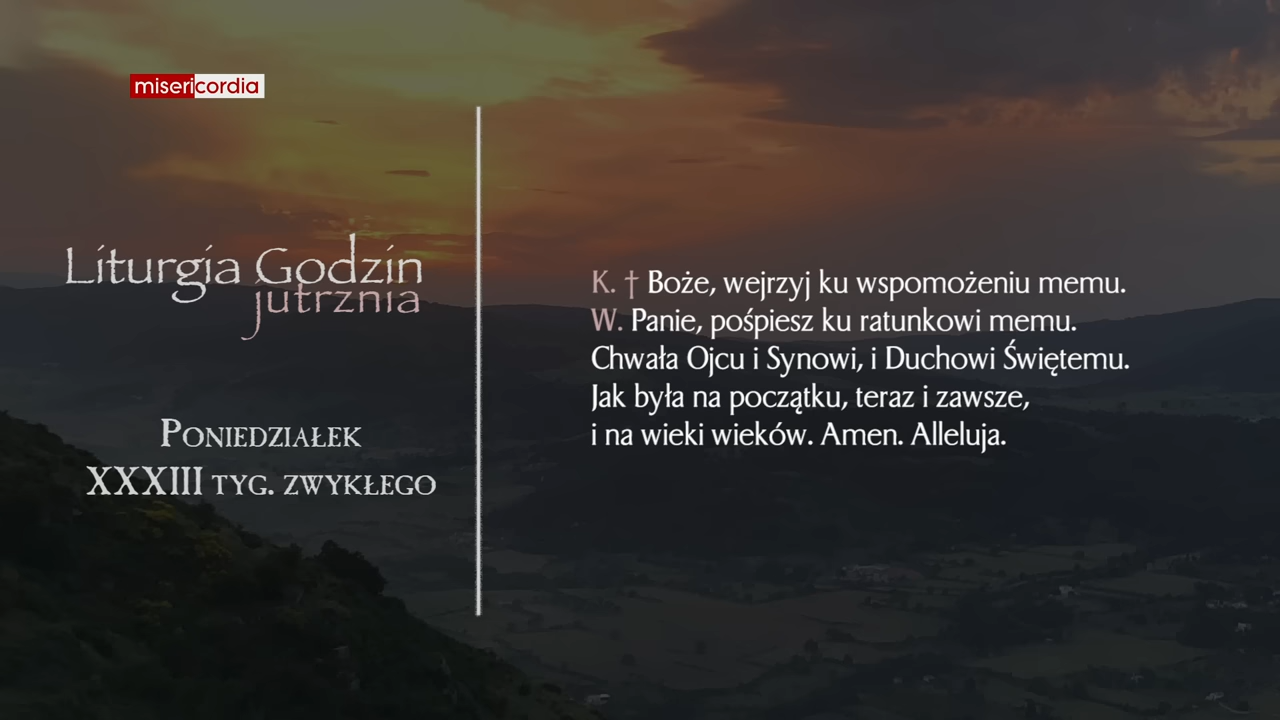 misericordia
Liturgia Godzin
jutrznia
Poniedziałek
XXXIII tyg. zwykłego
K. † Boże, wejrzyj ku wspomożeniu memu.
W. Panie, pośpiesz ku ratunkowi memu.
Chwała Ojcu i Synowi, i Duchowi Świętemu.
Jak była na początku, teraz i zawsze,
i na wieki wieków. Amen. Alleluja.